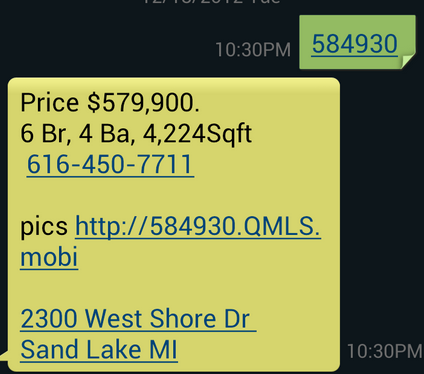 10:30PM 584930
Price $579,900.
6 Br, 4 Ba, 4,224Sqft
616-450-7711
pics http://584930.QMLS.
mobi
2300 West Shore Dr
Sand Lake MI
10:30PM